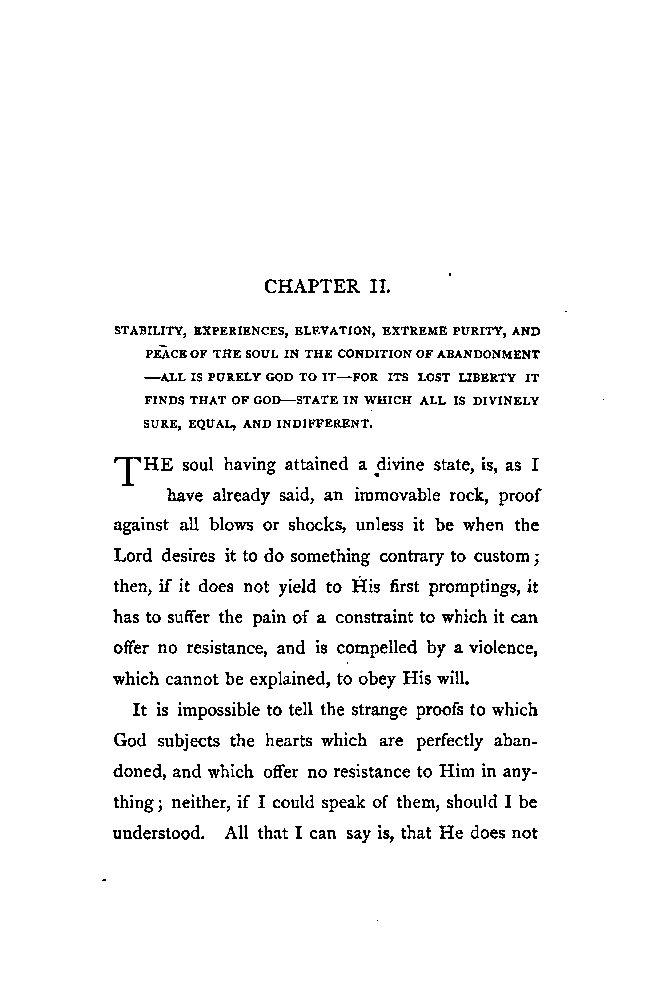 CHAPTER II.
STABILITY, EXPERIENCES, ELEVATION, EXTREME PURITY, AND
PEACE OF THE SOUL IN THE CONDITION OF ABANDONMENT
—ALL IS PURELY GOD TO IT—FOR ITS LOST LIBERTY IT
FINDS THAT OF GOD—STATE IN WHICH ALL IS DIVINELY
SURE, EQUAL, AND INDIFFERENT.
THE soul having attained a divine state, is, as I
have already said, an immovable rock, proof
against all blows or shocks, unless it be when the
Lord desires it to do something contrary to custom;
then, if it does not yield to His first promptings, it
has to suffer the pain of a constraint to which it can
offer no resistance, and is compelled by a violence,
which cannot be explained, to obey His will.
It is impossible to tell the strange proofs to which
God subjects the hearts which are perfectly aban-
doned, and which offer no resistance to Him in any-
thing; neither, if I could speak of them, should I be
understood. All that I can say is, that He does not